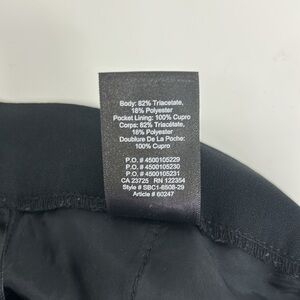 Body: 82% Triacetate,
18% Polyester
Pocket Lining: 100% Cupro
Corps: 82% Triacétate,
18% Polyester
Doublure De La Poche:
100% Cupro
P.O. # 4500105229
P.O. # 4500105230
P.O. # 4500105231
CA 23725 RN 122354
Style # SBC1-6508-29
Article # 60247